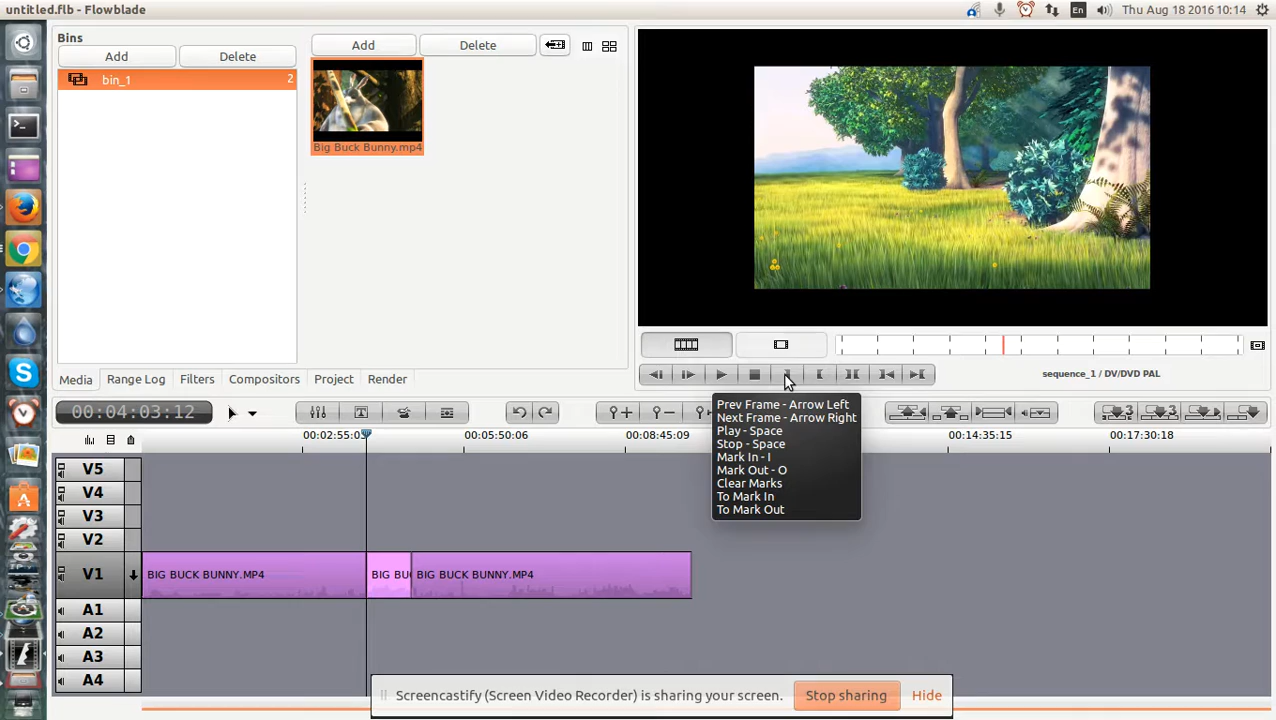 untitled.flb - Flowblade
En
Thu Aug 18 2016 10:14
Bins
Add
Delete
Add
Delete
bin_1
2
Big Buck Bunny.mp4
Media
Range Log
Filters
Compositors
Project
Render
sequence_1 / DV/DVD PAL
00:04:03:12
Prev Frame - Arrow Left
Next Frame - Arrow Right
Play - Space
Stop - Space
Mark In - I
Mark Out - O
Clear Marks
To Mark In
To Mark Out
00:02:55:03
00:05:50:06
00:08:45:09
00:14:35:15
00:17:30:18
V5
V4
V3
V2
V1
BIG BUCK BUNNY.MP4
BIG BU
BIG BUCK BUNNY.MP4
A1
A2
A3
A4
Screencastify (Screen Video Recorder) is sharing your screen.
Stop sharing
Hide